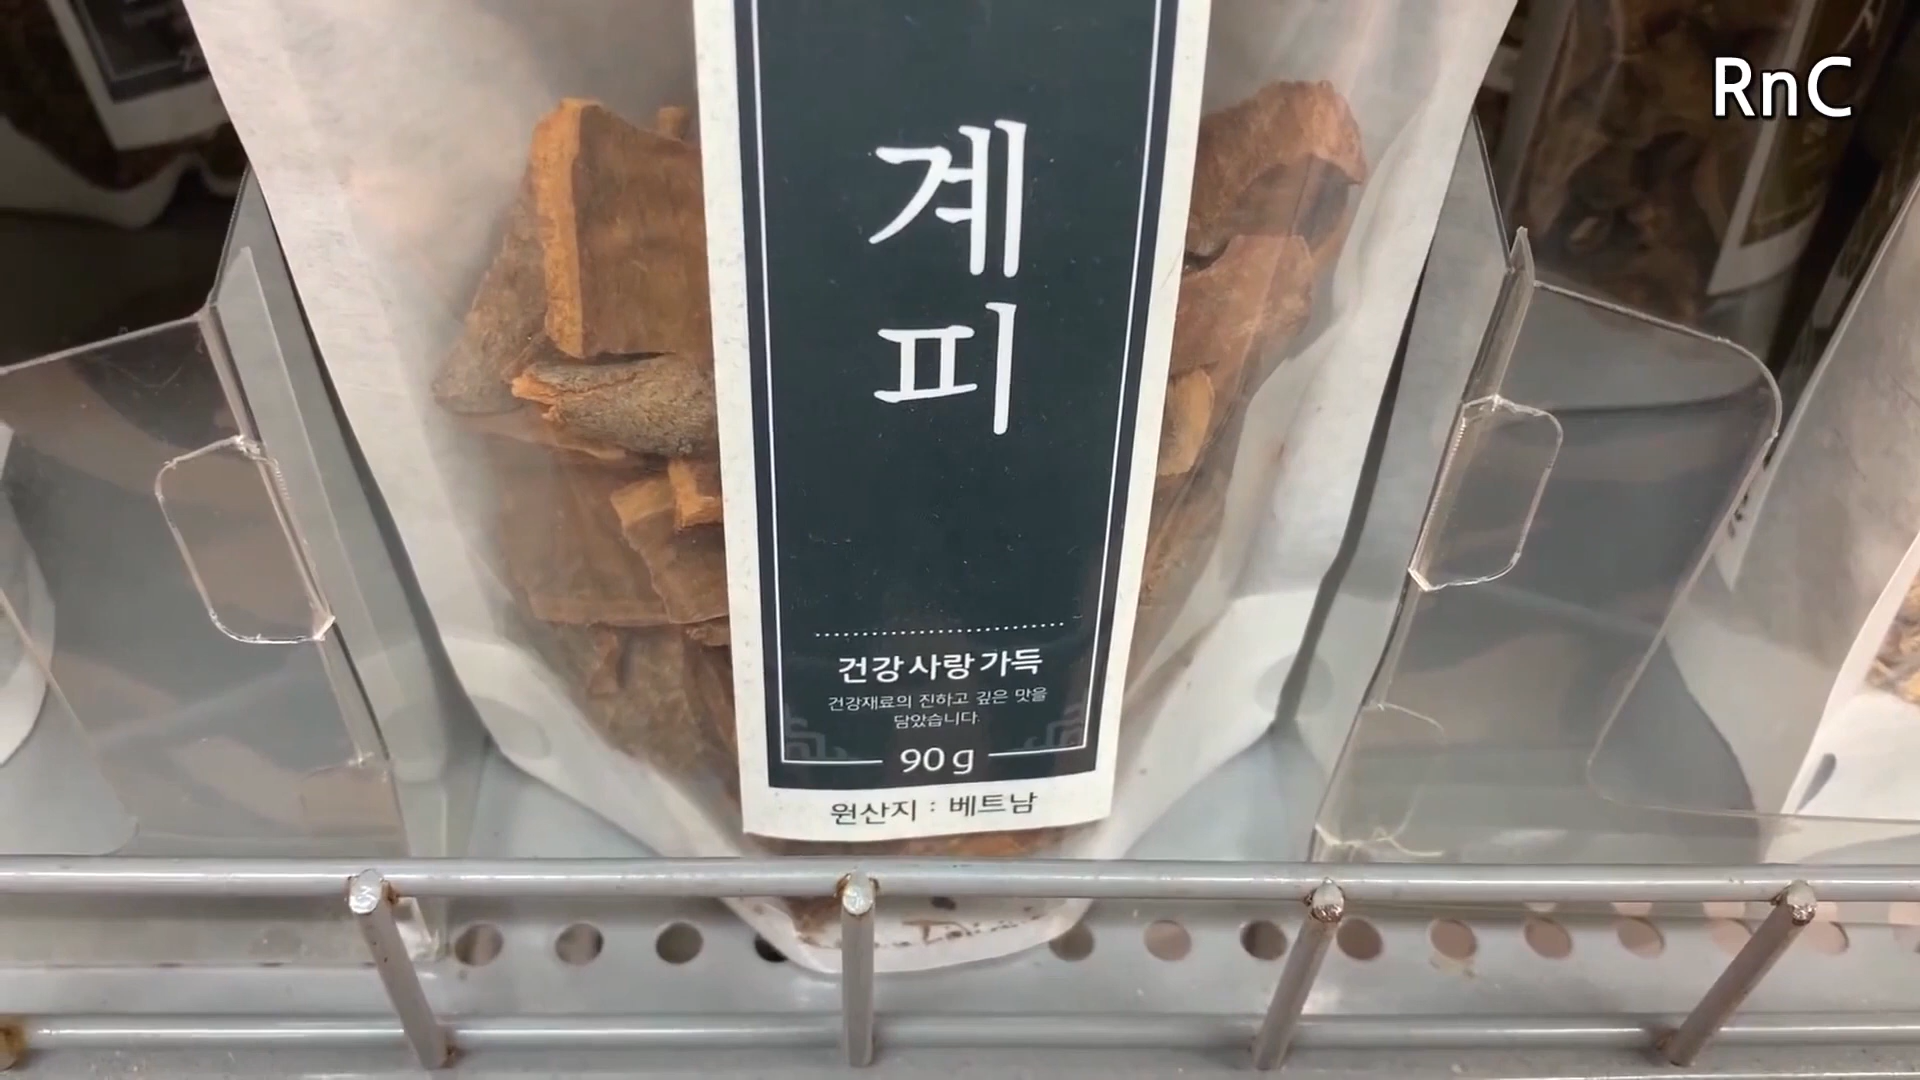 RnC
계
피
건강사랑가득
건강재료의 진하고 깊은 맛을
담았습니다.
90g
원산지 : 베트남